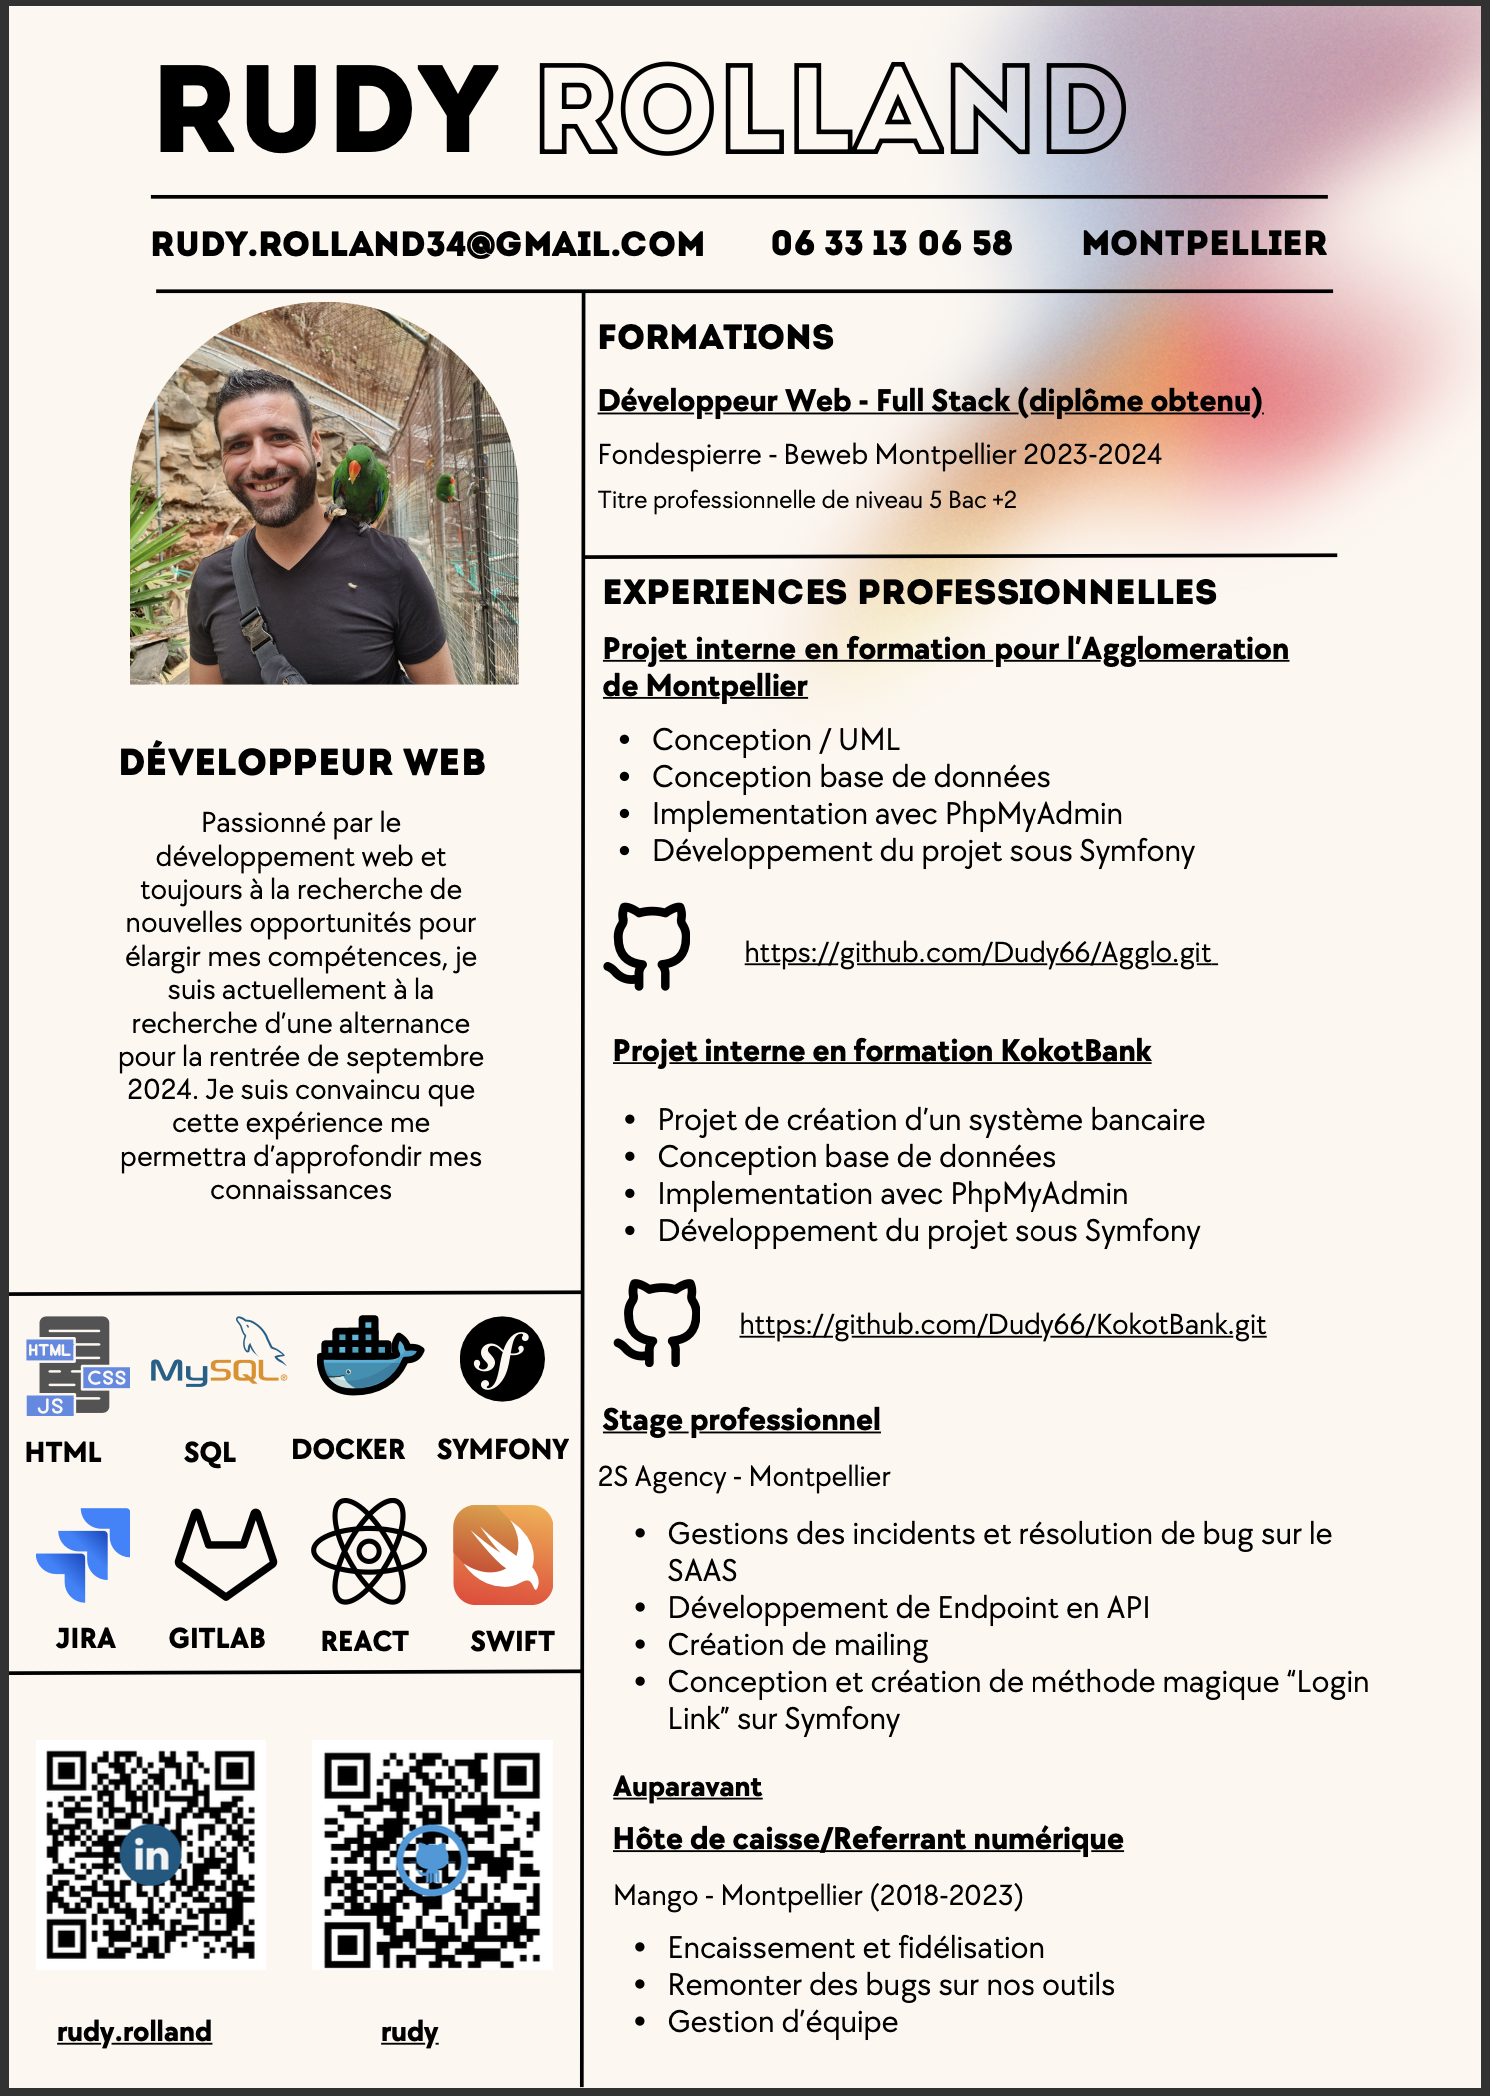 RUDY ROLLAND
RUDY.ROLLAND34@GMAIL.COM 06 33 13 06 58 MONTPELLIER
DÉVELOPPEUR WEB
Passionné par le
développement web et
toujours à la recherche de
nouvelles opportunités pour
élargir mes compétences, je
suis actuellement à la
recherche d'une alternance
pour la rentrée de septembre
2024. Je suis convaincu que
cette expérience me
permettra d'approfondir mes
connaissances
HTML
CSS
JS
MySQL
sf
HTML SQL DOCKER SYMFONY
JIRA GITLAB REACT SWIFT
in
rudy.rolland rudy
FORMATIONS
Développeur Web - Full Stack (diplôme obtenu)
Fondespierre - Beweb Montpellier 2023-2024
Titre professionnelle de niveau 5 Bac +2
EXPERIENCES PROFESSIONNELLES
Projet interne en formation pour l'Agglomeration
de Montpellier
• Conception / UML
• Conception base de données
• Implementation avec PhpMyAdmin
• Développement du projet sous Symfony
https://github.com/Dudy66/Agglo.git
Projet interne en formation KokotBank
• Projet de création d'un système bancaire
• Conception base de données
• Implementation avec PhpMyAdmin
• Développement du projet sous Symfony
https://github.com/Dudy66/KokotBank.git
Stage professionnel
2S Agency - Montpellier
• Gestions des incidents et résolution de bug sur le
SAAS
• Développement de Endpoint en API
• Création de mailing
• Conception et création de méthode magique “Login
Link” sur Symfony
Auparavant
Hôte de caisse/Referrant numérique
Mango - Montpellier (2018-2023)
• Encaissement et fidélisation
• Remonter des bugs sur nos outils
• Gestion d'équipe